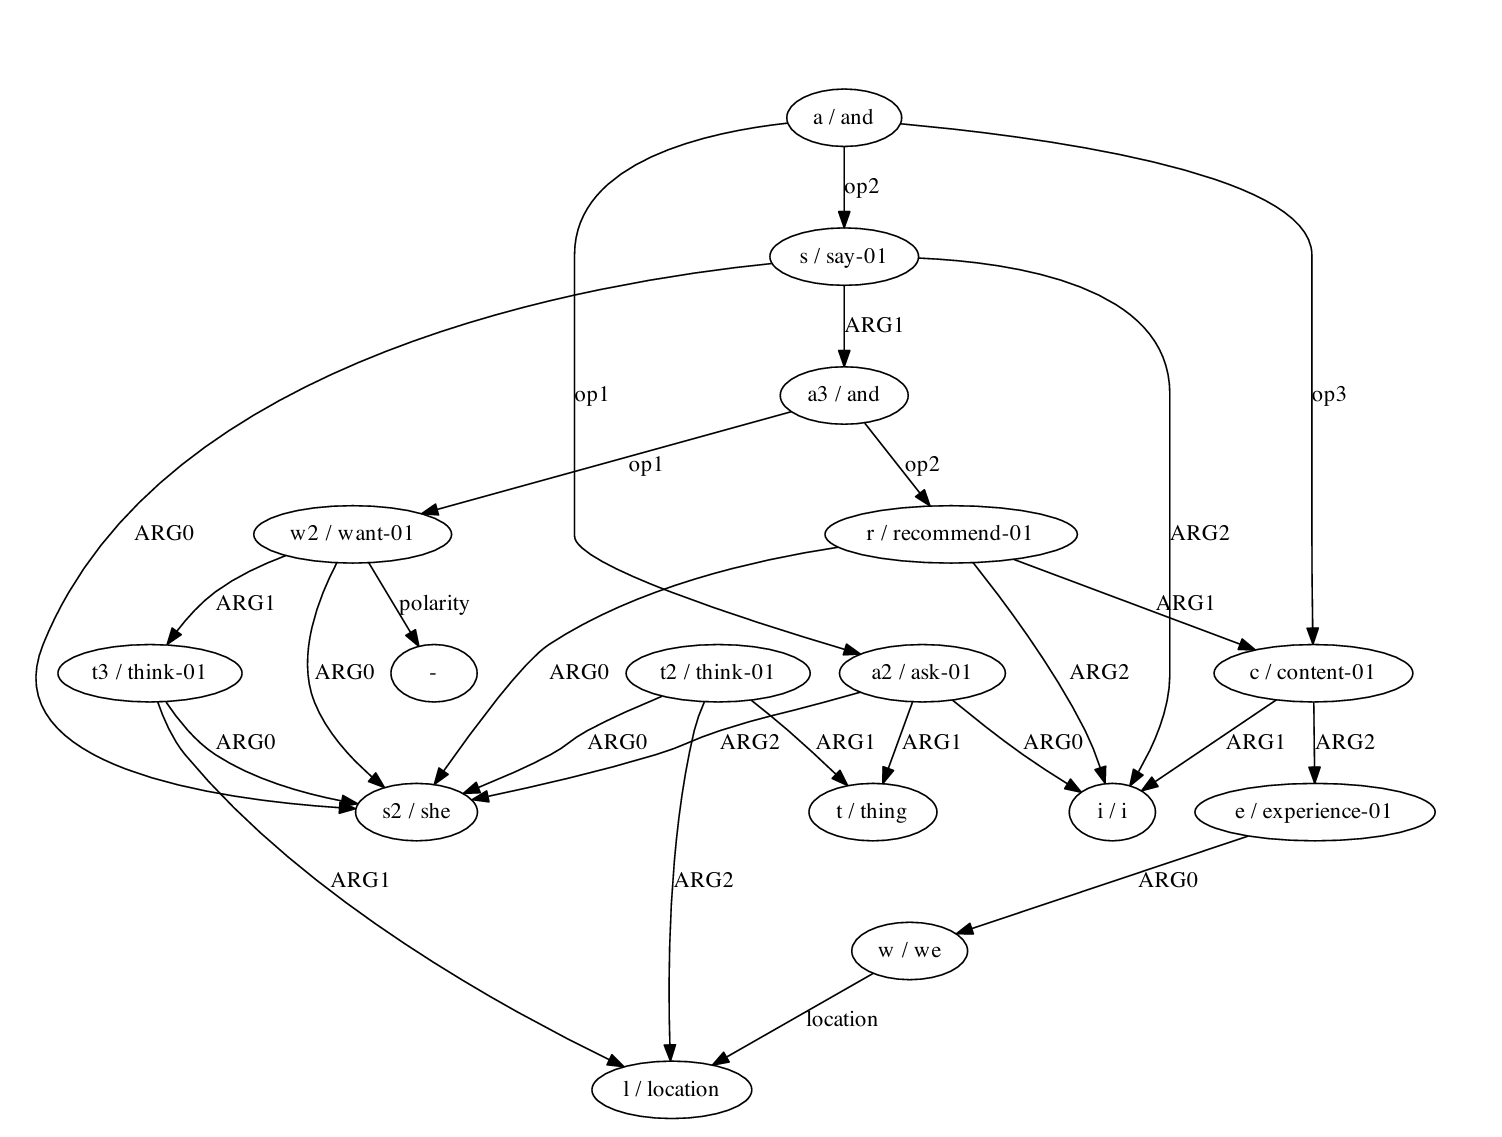 a / and
op2
s / say-01
ARG1
op1
a3 / and
op3
op1
op2
ARG0
w2 / want-01
r / recommend-01
ARG2
ARG1
polarity
ARG1
t3 / think-01
ARG0
-
ARG0
t2 / think-01
a2 / ask-01
ARG2
c / content-01
ARG0
ARG0
ARG2
ARG1
ARG1
ARG0
ARG1
ARG2
s2 / she
t / thing
i / i
e / experience-01
ARG1
ARG2
ARG0
w / we
location
l / location